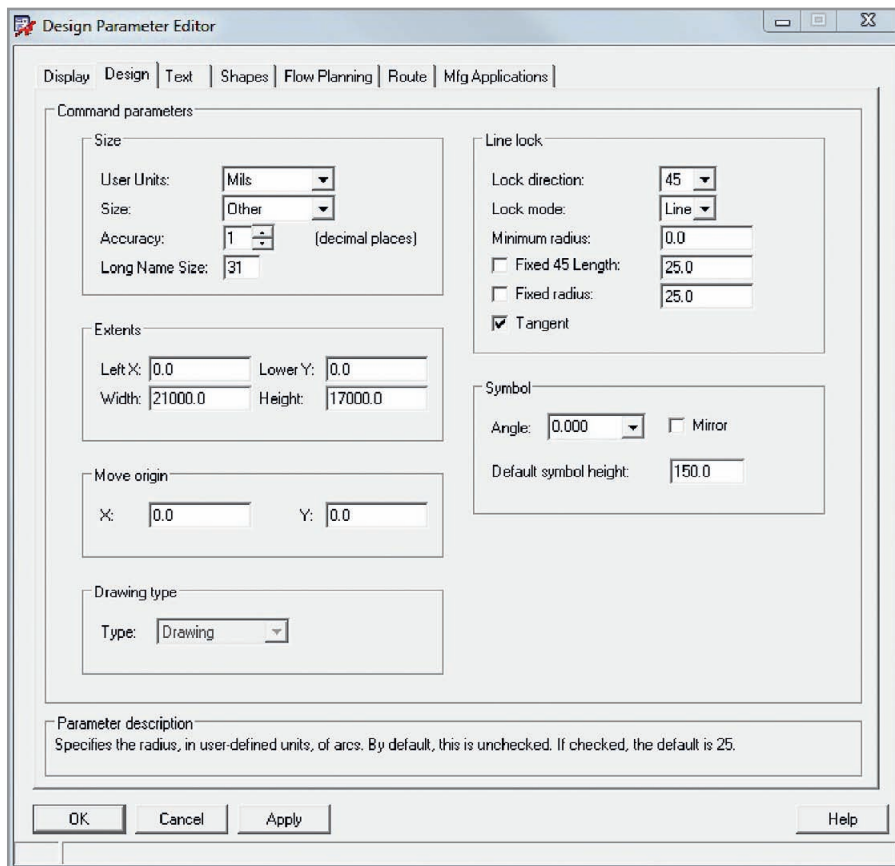 Design Parameter Editor
Display Design Text Shapes Flow Planning Route Mfg Applications
Command parameters
Size
User Units: Mils
Size: Other
Accuracy: 1 (decimal places)
Long Name Size: 31
Extents
Left X: 0.0 Lower Y: 0.0
Width: 21000.0 Height: 17000.0
Move origin
X: 0.0 Y: 0.0
Drawing type
Type: Drawing
Line lock
Lock direction: 45
Lock mode: Line
Minimum radius: 0.0
Fixed 45 Length: 25.0
Fixed radius: 25.0
Tangent
Symbol
Angle: 0.000 Mirror
Default symbol height: 150.0
Parameter description
Specifies the radius, in user-defined units, of arcs. By default, this is unchecked. If checked, the default is 25.
OK Cancel Apply Help